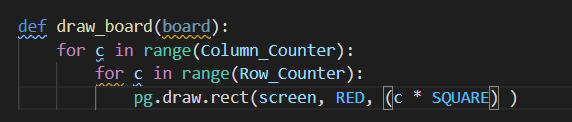 def draw_board(board):
for c in range(Column_Counter):
for c in range(Row_Counter):
pg.draw.rect(screen, RED, (c * SQUARE) )